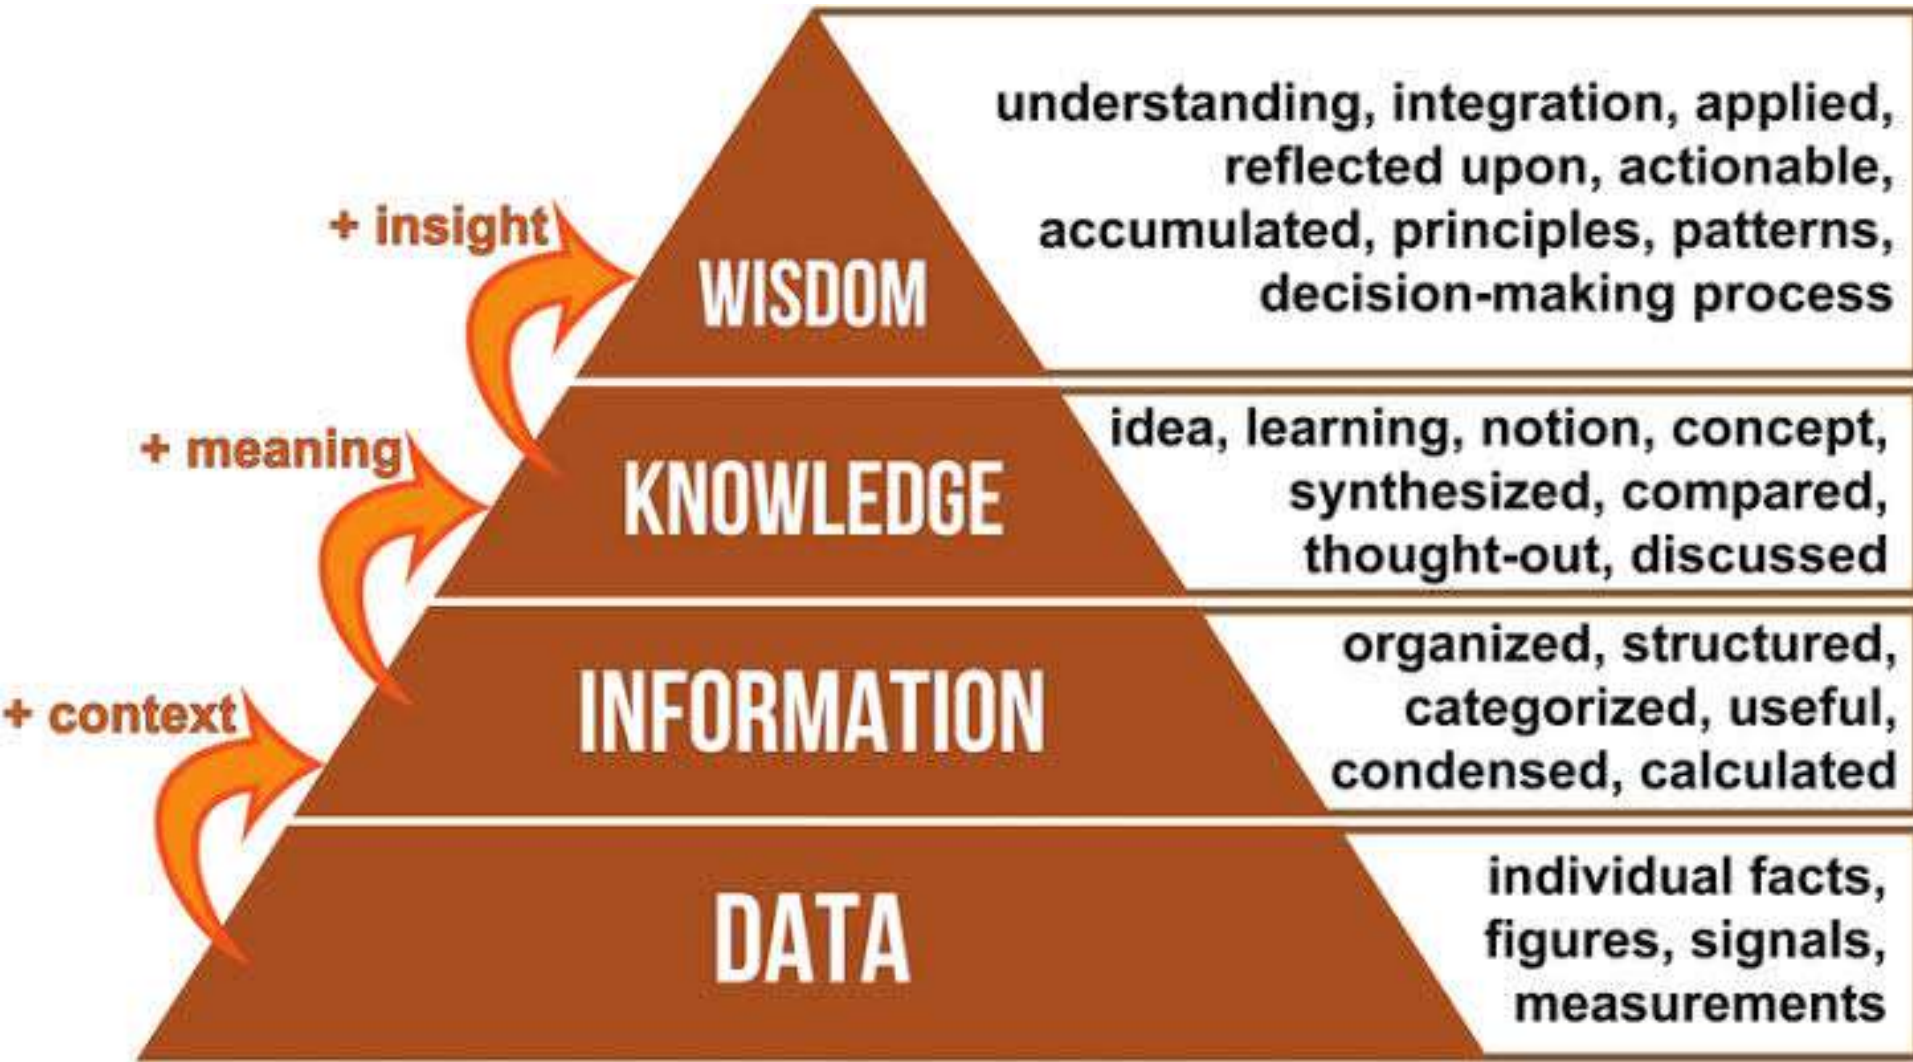 understanding, integration, applied,
reflected upon, actionable,
accumulated, principles, patterns,
decision-making process
+ insight
WISDOM
idea, learning, notion, concept,
synthesized, compared,
thought-out, discussed
+ meaning
KNOWLEDGE
organized, structured,
categorized, useful,
condensed, calculated
+ context
INFORMATION
individual facts,
figures, signals,
measurements
DATA